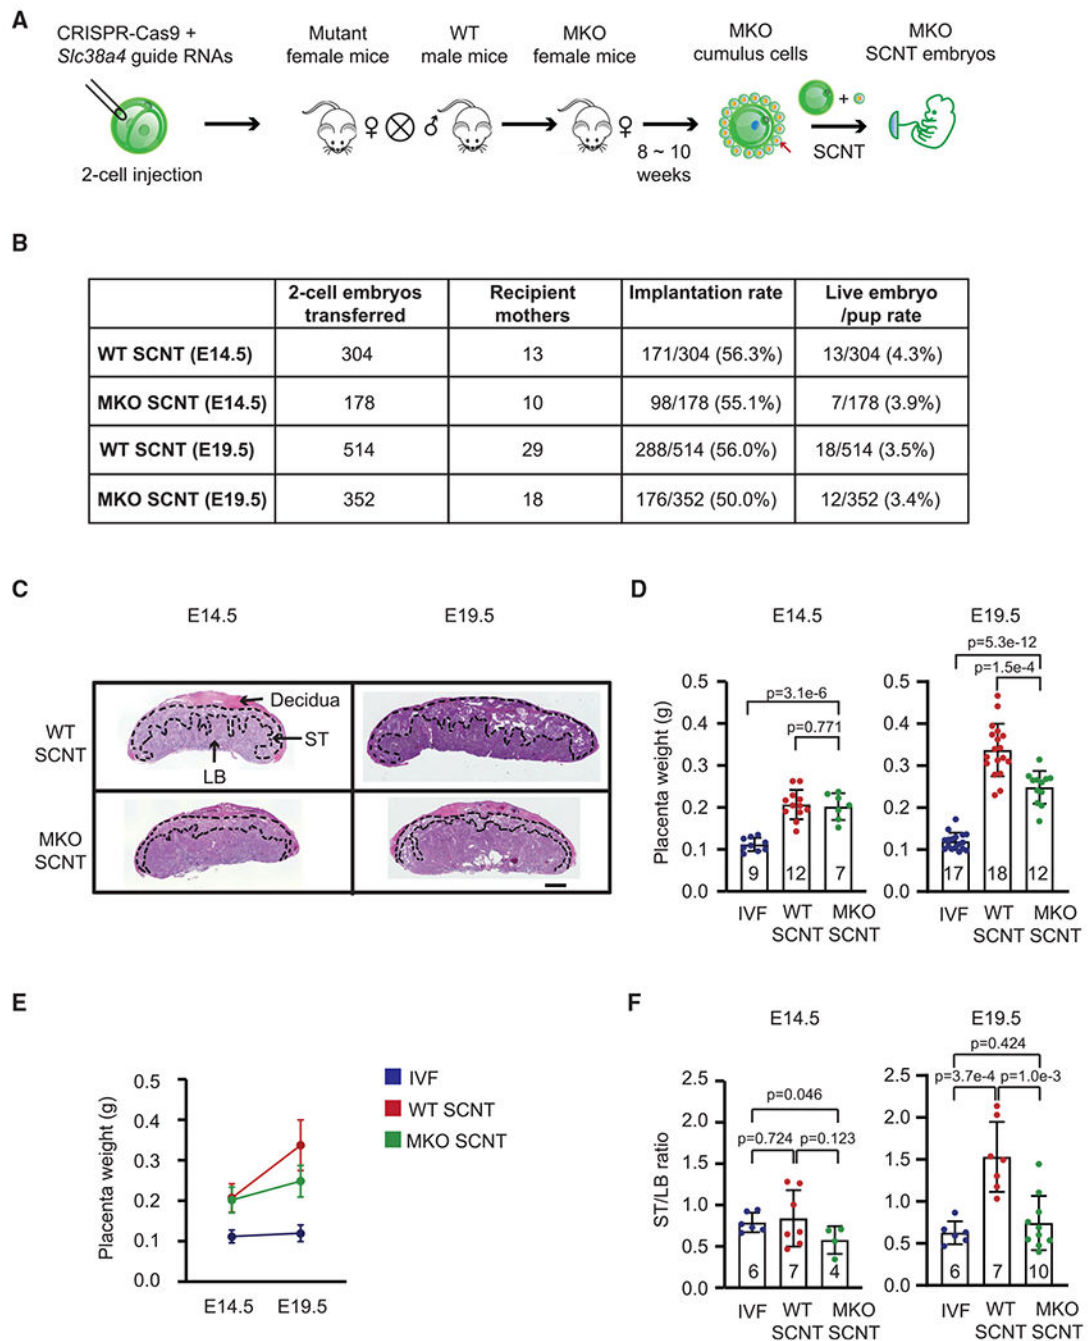 A
CRISPR-Cas9 +
Slc38a4 guide RNAs
2-cell injection
Mutant
female mice
♀
♂
WT
male mice
MKO
female mice
♀
8 ~ 10
weeks
MKO
cumulus cells
+
SCNT
MKO
SCNT embryos
B
2-cell embryos transferred Recipient mothers Implantation rate Live embryo /pup rate
WT SCNT (E14.5) 304 13 171/304 (56.3%) 13/304 (4.3%)
MKO SCNT (E14.5) 178 10 98/178 (55.1%) 7/178 (3.9%)
WT SCNT (E19.5) 514 29 288/514 (56.0%) 18/514 (3.5%)
MKO SCNT (E19.5) 352 18 176/352 (50.0%) 12/352 (3.4%)
C
E14.5 E19.5
WT
SCNT
Decidua
ST
LB
MKO
SCNT
D
E14.5
Placenta weight (g)
0.5
0.4
0.3
0.2
0.1
0.0
p=3.1e-6
p=0.771
9 12 7
IVF WT SCNT MKO SCNT
E19.5
p=5.3e-12
p=1.5e-4
0.5
0.4
0.3
0.2
0.1
0.0
17 18 12
IVF WT SCNT MKO SCNT
E
Placenta weight (g)
0.5
0.4
0.3
0.2
0.1
0.0
E14.5 E19.5
IVF
WT SCNT
MKO SCNT
F
E14.5
ST/LB ratio
2.5
2.0
1.5
1.0
0.5
0.0
p=0.046
p=0.724 p=0.123
6 7 4
IVF WT SCNT MKO SCNT
E19.5
p=0.424
p=3.7e-4 p=1.0e-3
2.5
2.0
1.5
1.0
0.5
0.0
6 7 10
IVF WT SCNT MKO SCNT